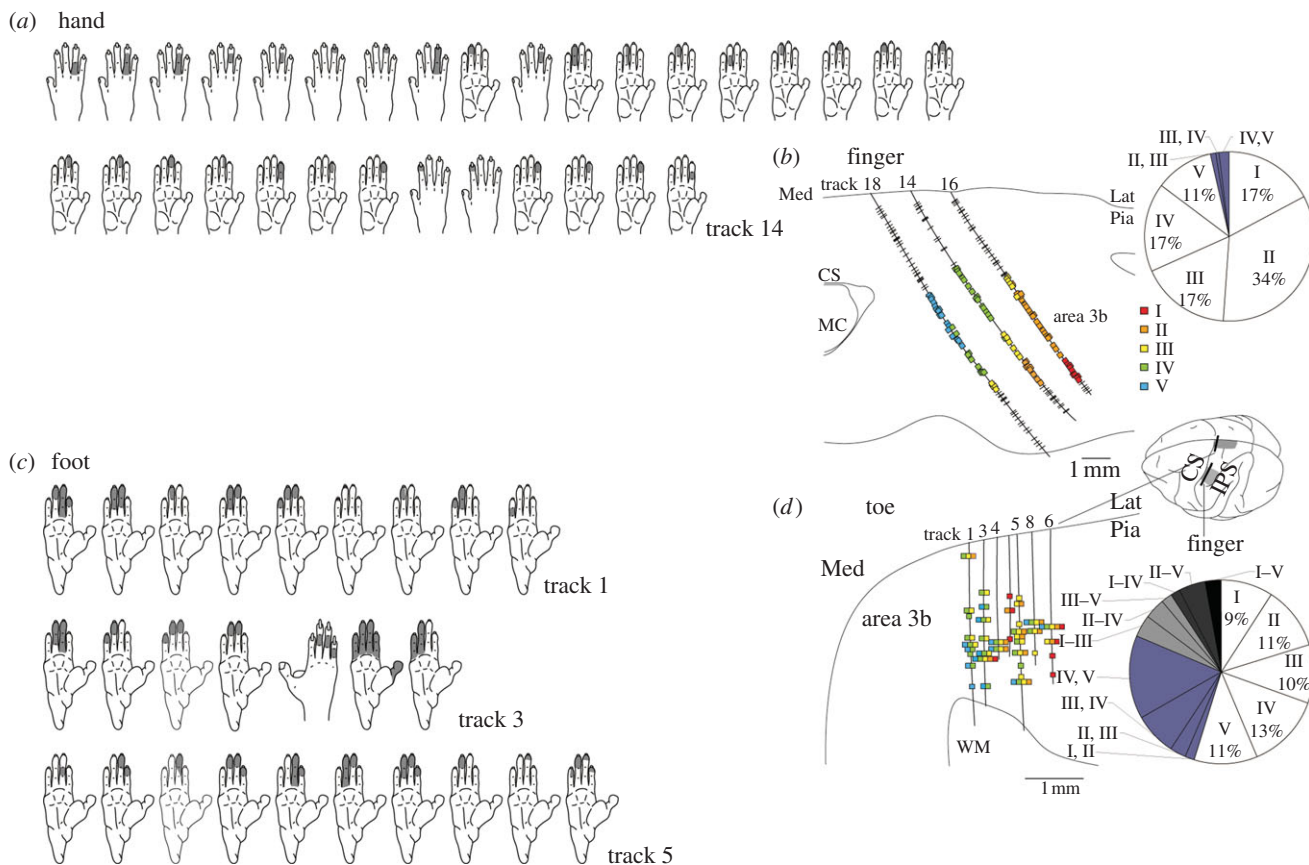 (a) hand
track 14
(b) finger
track 18 14 16
Med
Lat
Pia
CS
MC
area 3b
I
II
III
IV
V
1 mm
III, IV
IV,V
II, III
V
11%
I
17%
IV
17%
II
34%
III
17%
(c) foot
track 1
track 3
track 5
CS
IPS
finger
(d) toe
track 1 3 4 5 8 6
Lat
Pia
Med
area 3b
WM
1 mm
II–V
I–V
I–IV
III–V
II–IV
I–III
IV, V
III, IV
II, III
I, II
I
9%
II
11%
III
10%
IV
13%
V
11%